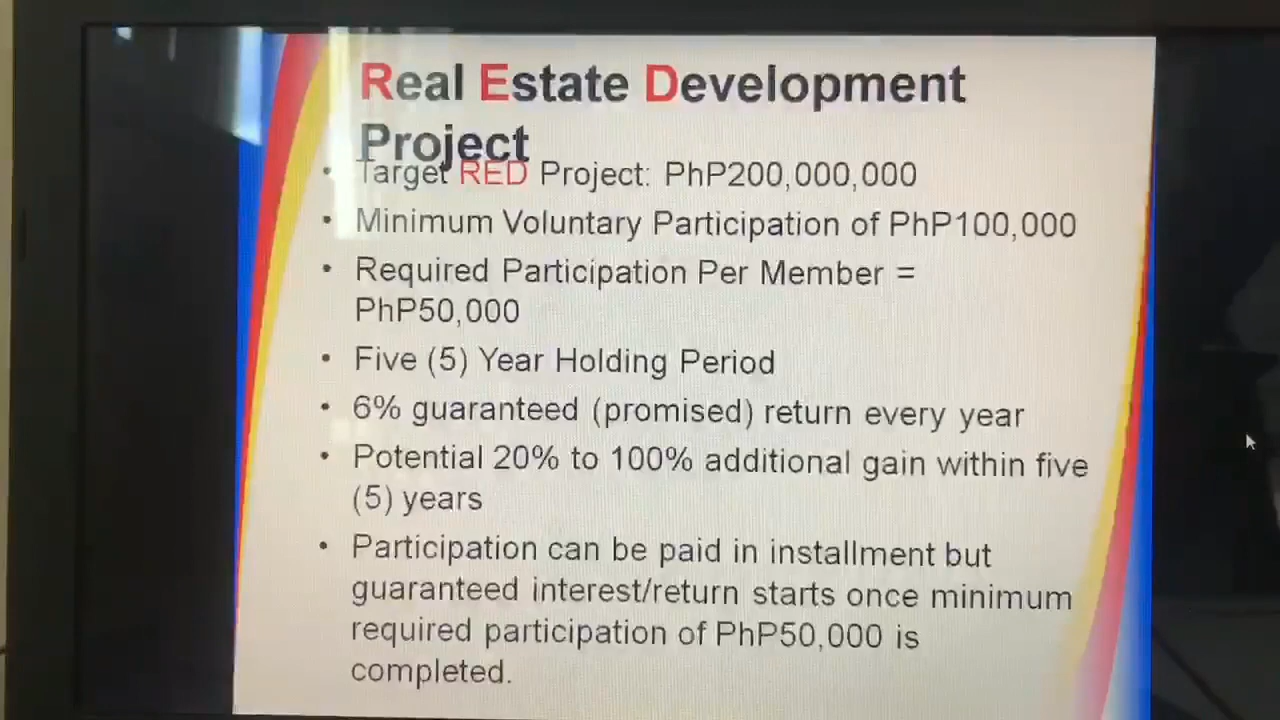 Real Estate Development
Project
• Target RED Project: PhP200,000,000
• Minimum Voluntary Participation of PhP100,000
• Required Participation Per Member =
PhP50,000
• Five (5) Year Holding Period
• 6% guaranteed (promised) return every year
• Potential 20% to 100% additional gain within five
(5) years
• Participation can be paid in installment but
guaranteed interest/return starts once minimum
required participation of PhP50,000 is
completed.